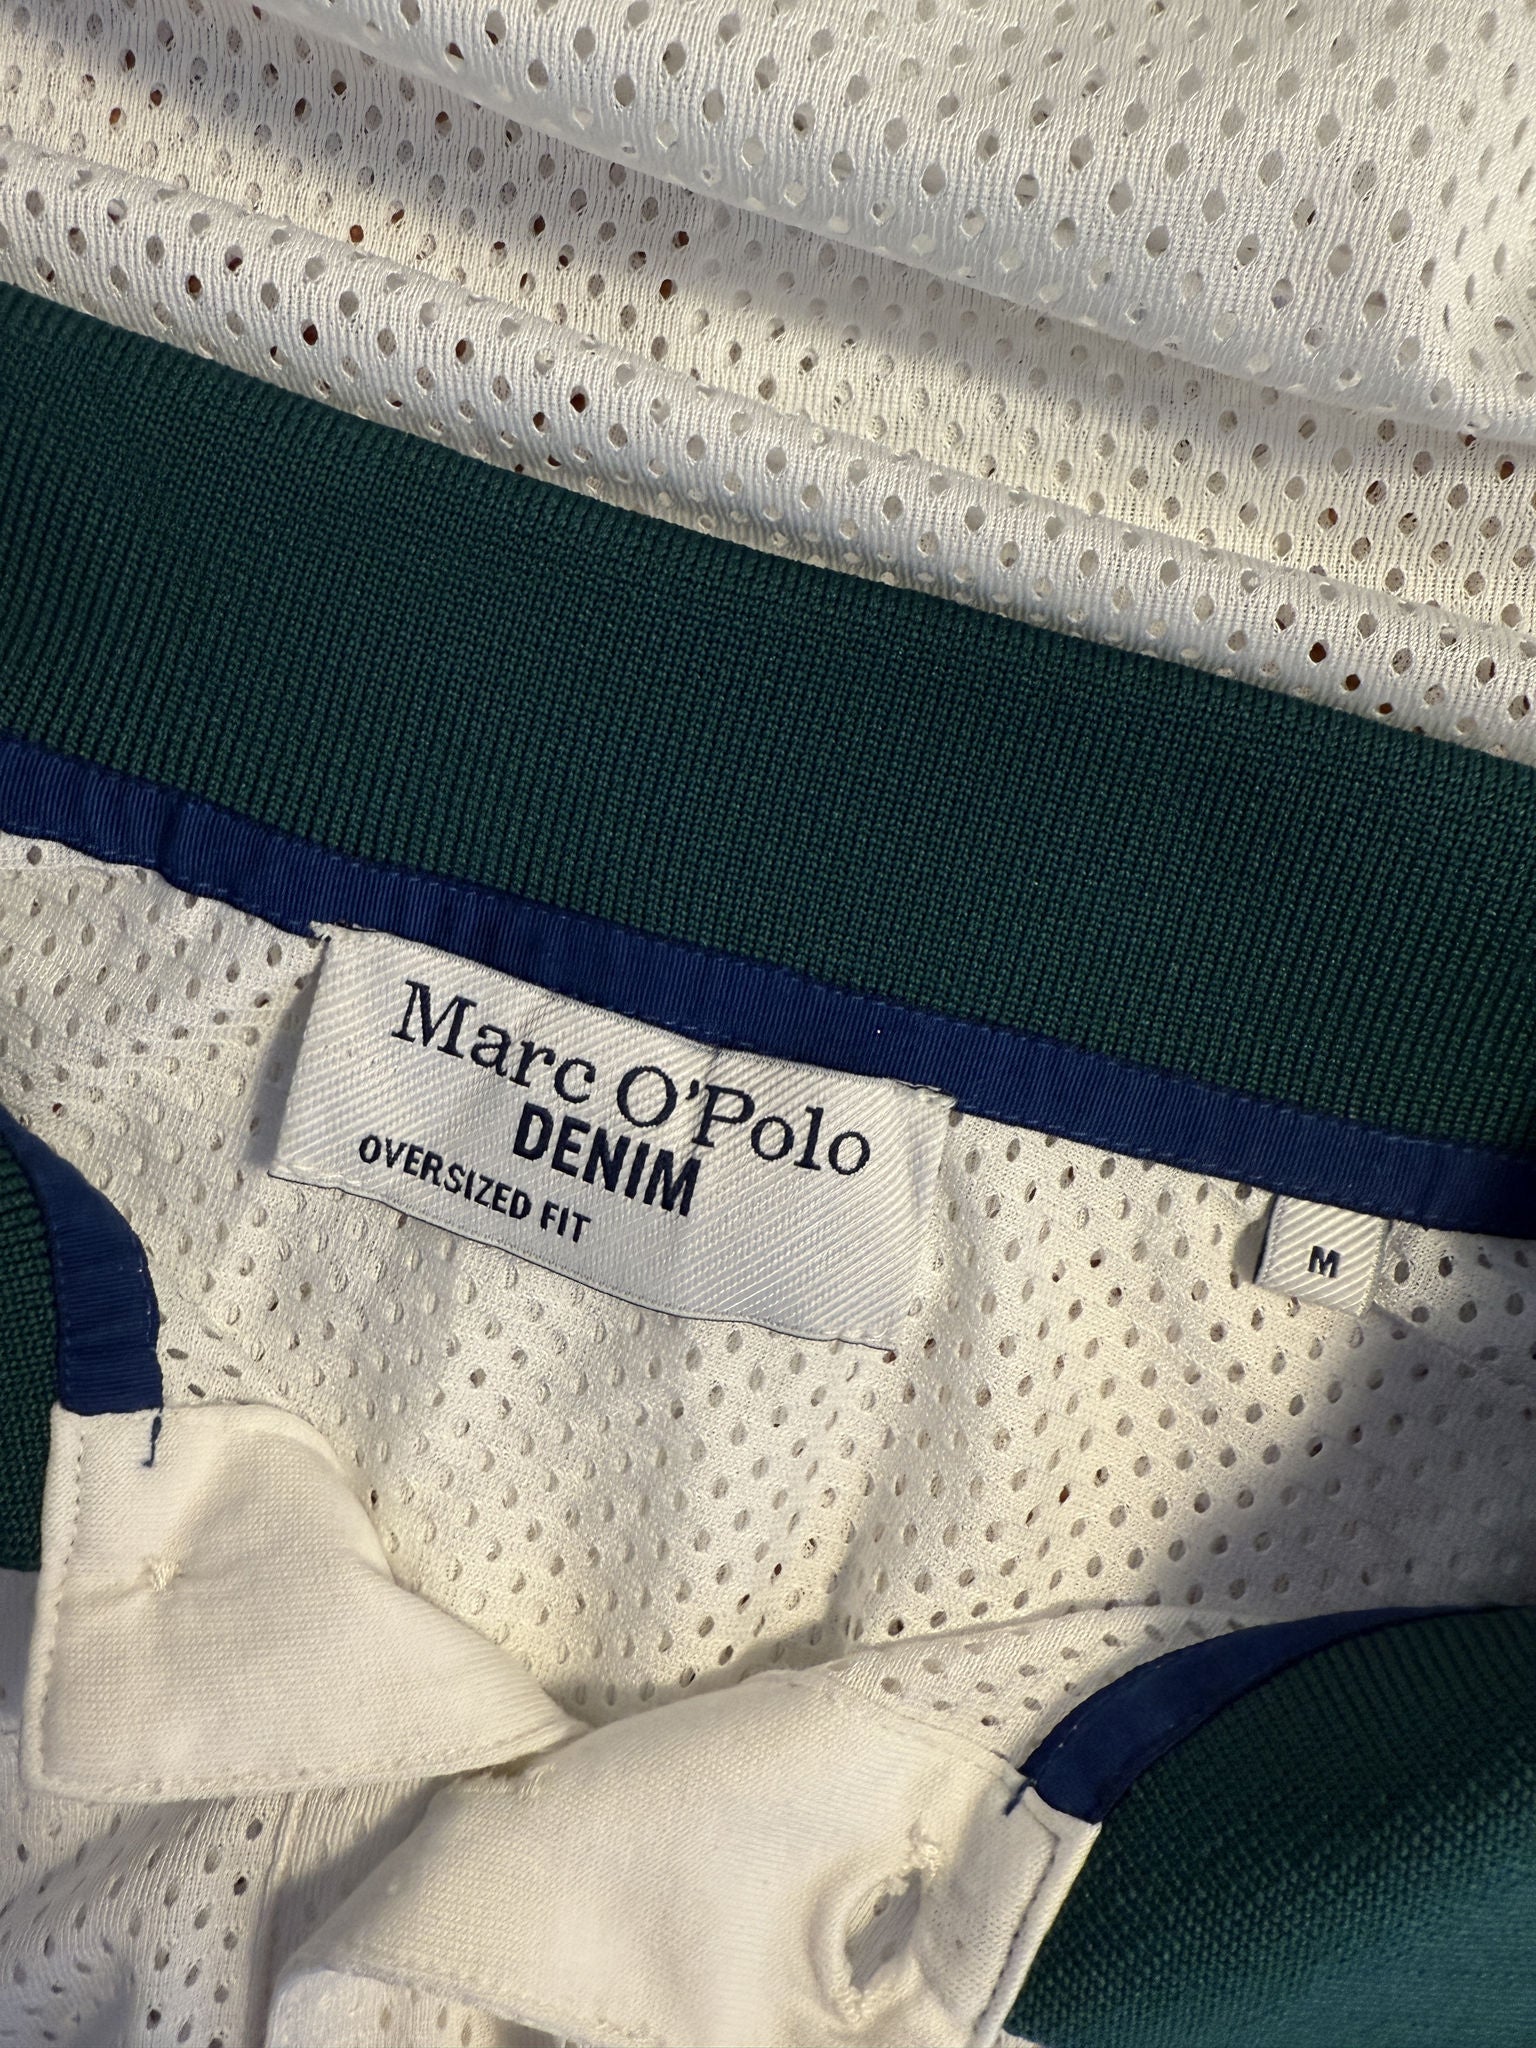 Marc O'Polo
DENIM
OVERSIZED FIT
M